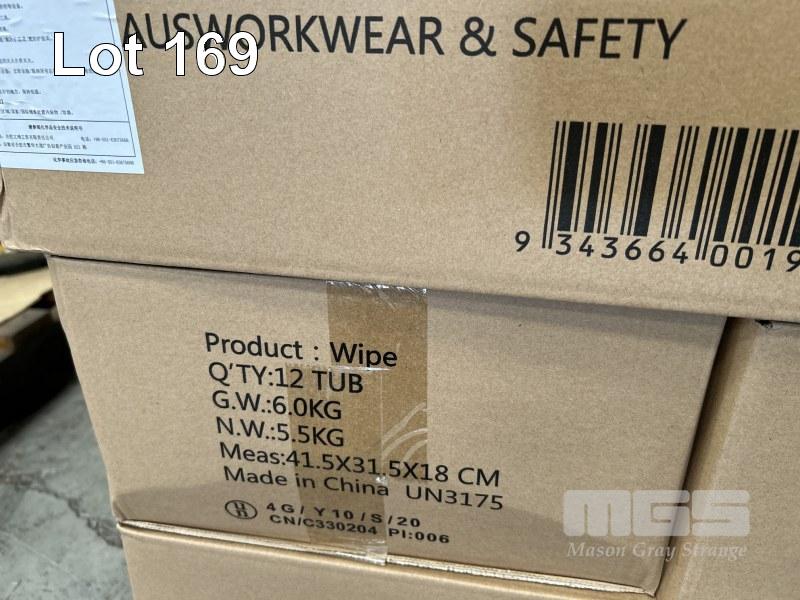 Lot 169
AUSWORKWEAR & SAFETY
9 343664 0019
Product : Wipe
Q'TY:12 TUB
G.W.:6.0KG
N.W.:5.5KG
Meas:41.5X31.5X18 CM
Made in China UN3175
4G/Y10/S/20
CN/C330204 PI:006
MGS
Mason Gray Strange